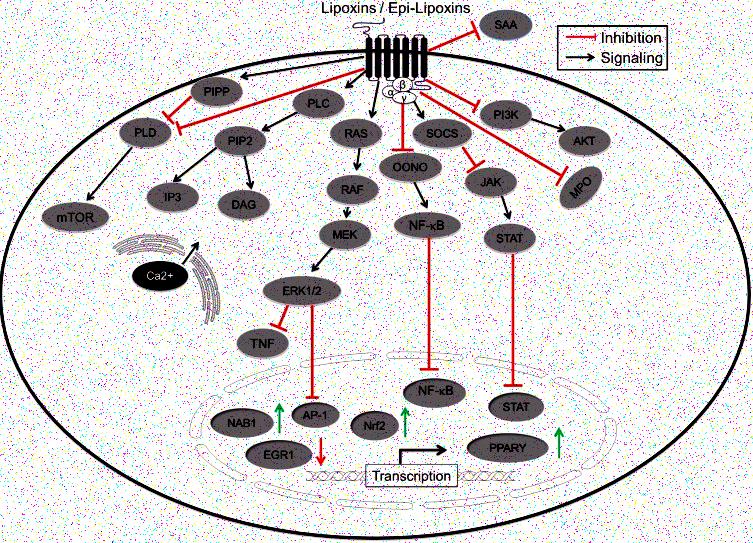 Lipoxins / Epi-Lipoxins
SAA
Inhibition
Signaling
PIPP
PLC
β
α
γ
PI3K
PLD
PIP2
RAS
SOCS
AKT
OONO
IP3
DAG
RAF
JAK
MPO
mTOR
MEK
NF-κB
STAT
Ca2+
ERK1/2
TNF
NF-κB
NAB1
AP-1
Nrf2
STAT
EGR1
PPARY
Transcription